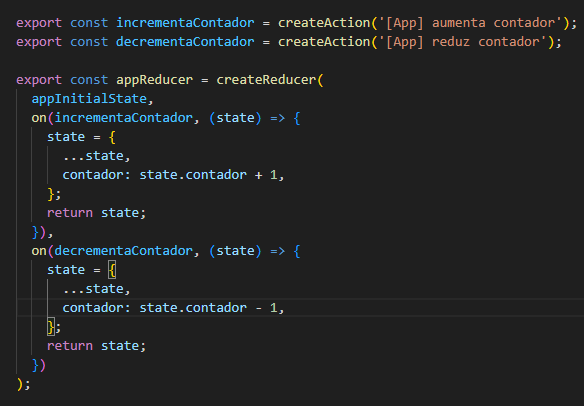 export const incrementaContador = createAction('[App] aumenta contador');
export const decrementaContador = createAction('[App] reduz contador');
export const appReducer = createReducer(
appInitialState,
on(incrementaContador, (state) => {
state = {
...state,
contador: state.contador + 1,
};
return state;
}),
on(decrementaContador, (state) => {
state = {
...state,
contador: state.contador - 1,
};
return state;
})
);